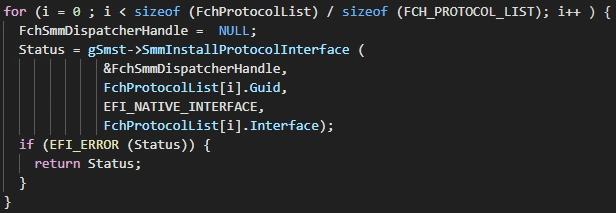 for (i = 0 ; i < sizeof (FchProtocolList) / sizeof (FCH_PROTOCOL_LIST); i++ ) {
  FchSmmDispatcherHandle =  NULL;
  Status = gSmst->SmmInstallProtocolInterface (
             &FchSmmDispatcherHandle,
             FchProtocolList[i].Guid,
             EFI_NATIVE_INTERFACE,
             FchProtocolList[i].Interface);
  if (EFI_ERROR (Status)) {
    return Status;
  }
}